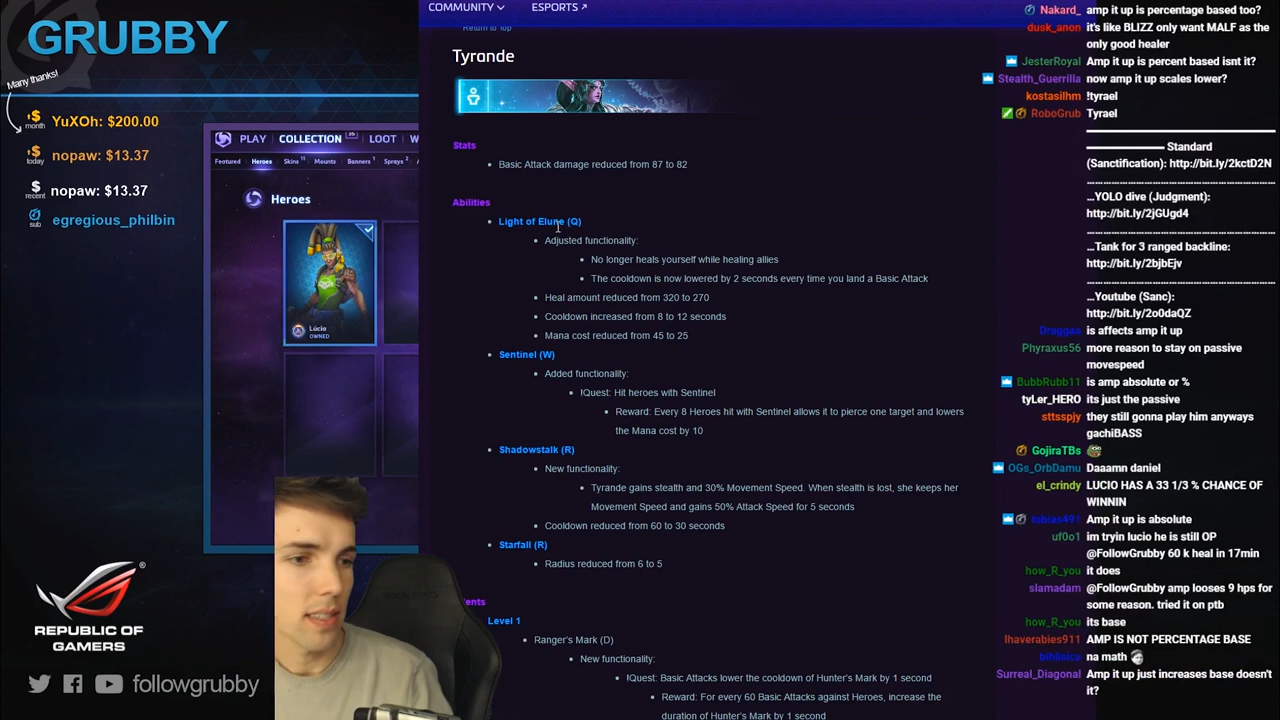 GRUBBY
Many thanks!
$ month YuXOh: $200.00
$ today nopaw: $13.37
$ recent nopaw: $13.37
sub egregious_philbin
PLAY COLLECTION LOOT W
Featured Heroes Skins Mounts Banners Sprays
Heroes
Lúcio
OWNED
REPUBLIC OF
GAMERS
followgrubby
COMMUNITY ESPORTS
Return to Top
Tyrande
Stats
Basic Attack damage reduced from 87 to 82
Abilities
Light of Elune (Q)
Adjusted functionality:
No longer heals yourself while healing allies
The cooldown is now lowered by 2 seconds every time you land a Basic Attack
Heal amount reduced from 320 to 270
Cooldown increased from 8 to 12 seconds
Mana cost reduced from 45 to 25
Sentinel (W)
Added functionality:
!Quest: Hit heroes with Sentinel
Reward: Every 8 Heroes hit with Sentinel allows it to pierce one target and lowers
the Mana cost by 10
Shadowstalk (R)
New functionality:
Tyrande gains stealth and 30% Movement Speed. When stealth is lost, she keeps her
Movement Speed and gains 50% Attack Speed for 5 seconds
Cooldown reduced from 60 to 30 seconds
Starfall (R)
Radius reduced from 6 to 5
ents
Level 1
Ranger's Mark (D)
New functionality:
!Quest: Basic Attacks lower the cooldown of Hunter's Mark by 1 second
Reward: For every 60 Basic Attacks against Heroes, increase the
duration of Hunter's Mark by 1 second
Nakard_ amp it up is percentage based too?
dusk_anon it's like BLIZZ only want MALF as the
only good healer
JesterRoyal Amp it up is percent based isnt it?
Stealth_Guerrilla now amp it up scales lower?
kostasilhm !tyrael
RoboGrub Tyrael
Standard
(Sanctification): http://bit.ly/2kctD2N
...YOLO dive (Judgment):
http://bit.ly/2jGUgd4
...Tank for 3 ranged backline:
http://bit.ly/2bjbEjv
...Youtube (Sanc):
http://bit.ly/2o0daQZ
Draggaa is affects amp it up
Phyraxus56 more reason to stay on passive
movespeed
BubbRubb11 is amp absolute or %
tyLer_HERO its just the passive
sttsspjy they still gonna play him anyways
gachiBASS
GojiraTBs
OGs_OrbDamu Daaamn daniel
el_crindy LUCIO HAS A 33 1/3 % CHANCE OF
WINNIN
tobias491 Amp it up is absolute
uf0o1 im tryin lucio he is still OP
@FollowGrubby 60 k heal in 17min
how_R_you it does
slamadam @FollowGrubby amp looses 9 hps for
some reason. tried it on ptb
how_R_you its base
lhaverabies911 AMP IS NOT PERCENTAGE BASE
na math
Surreal_Diagonal Amp it up just increases base doesn't
it?